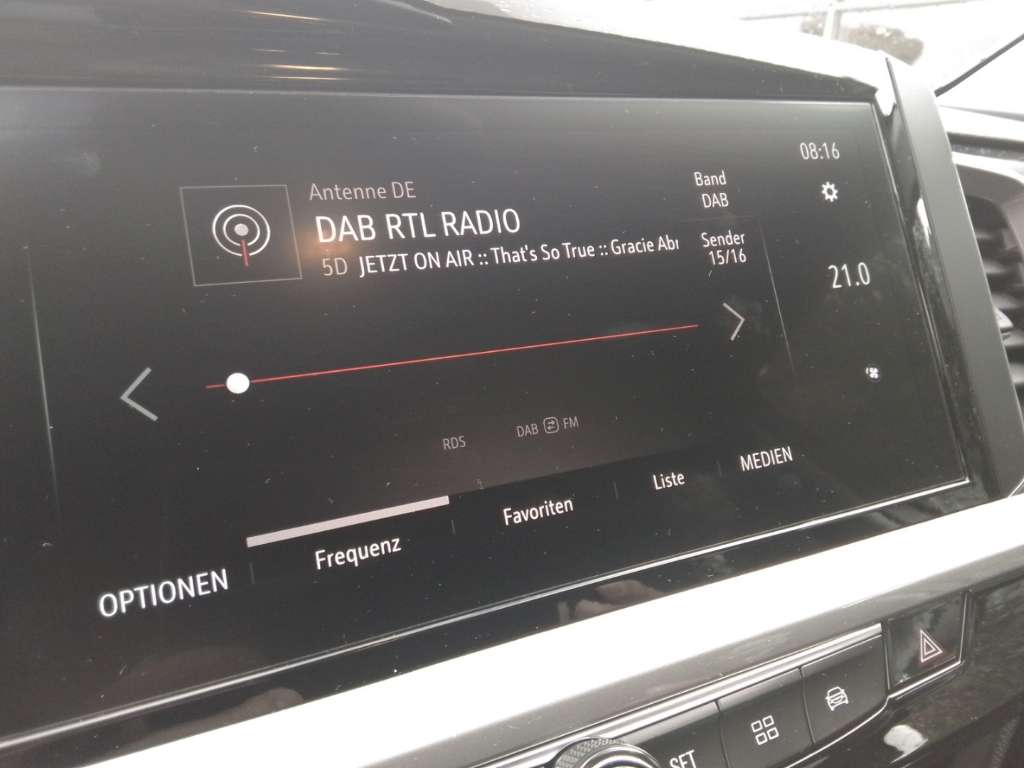 08:16
Antenne DE
DAB RTL RADIO
5D JETZT ON AIR :: That's So True :: Gracie Abr
Band
DAB
Sender
15/16
21.0
RDS
DAB FM
OPTIONEN
Frequenz
Favoriten
Liste
MEDIEN
SET